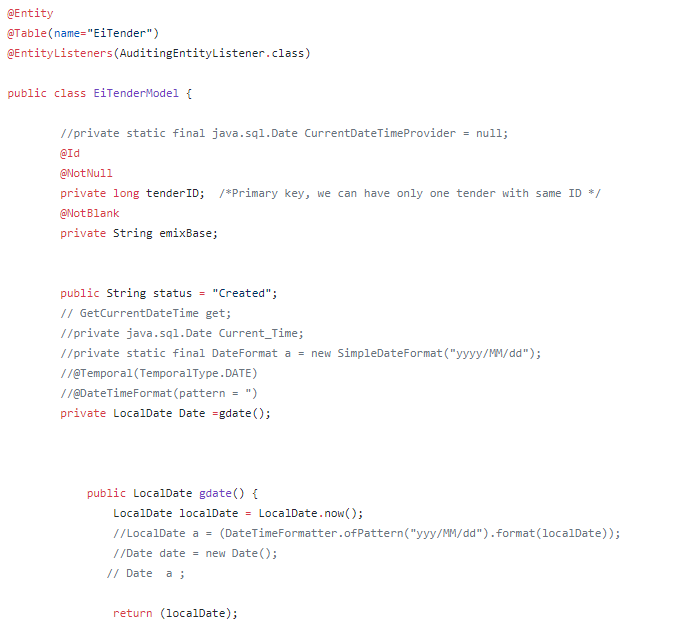 @Entity
@Table(name="EiTender")
@EntityListeners(AuditingEntityListener.class)
public class EiTenderModel {
//private static final java.sql.Date CurrentDateTimeProvider = null;
@Id
@NotNull
private long tenderID;  /*Primary key, we can have only one tender with same ID */
@NotBlank
private String emixBase;
public String status = "Created";
// GetCurrentDateTime get;
//private java.sql.Date Current_Time;
//private static final DateFormat a = new SimpleDateFormat("yyyy/MM/dd");
//@Temporal(TemporalType.DATE)
//@DateTimeFormat(pattern = ")
private LocalDate Date =gdate();
public LocalDate gdate() {
LocalDate localDate = LocalDate.now();
//LocalDate a = (DateTimeFormatter.ofPattern("yyy/MM/dd").format(localDate));
//Date date = new Date();
// Date  a ;
return (localDate);